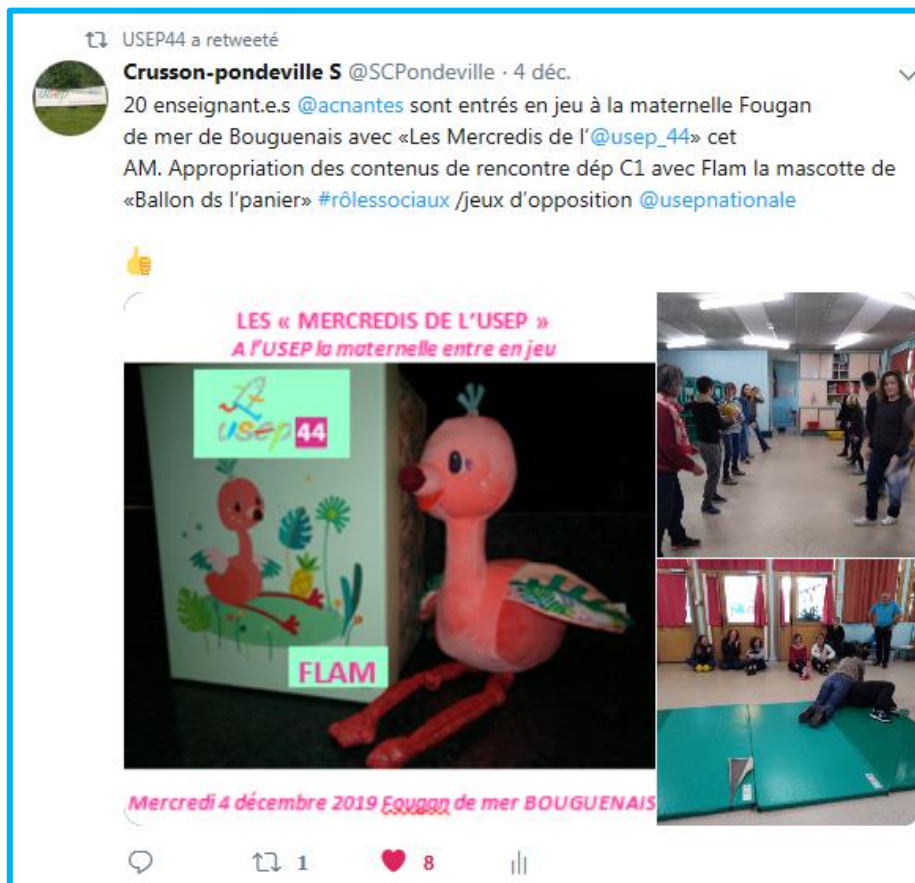 USEP44 a retweeté
Crusson-pondeville S @SCPondeville · 4 déc.
20 enseignant.e.s @acnantes sont entrés en jeu à la maternelle Fougan
de mer de Bouguenais avec «Les Mercredis de l’@usep_44» cet
AM. Appropriation des contenus de rencontre dép C1 avec Flam la mascotte de
«Ballon ds l’panier» #rôlessociaux /jeux d’opposition @usepnationale
LES « MERCREDIS DE L’USEP »
A l’USEP la maternelle entre en jeu
usep 44
FLAM
Mercredi 4 décembre 2019 Fougan de mer BOUGUENAIS
1
8